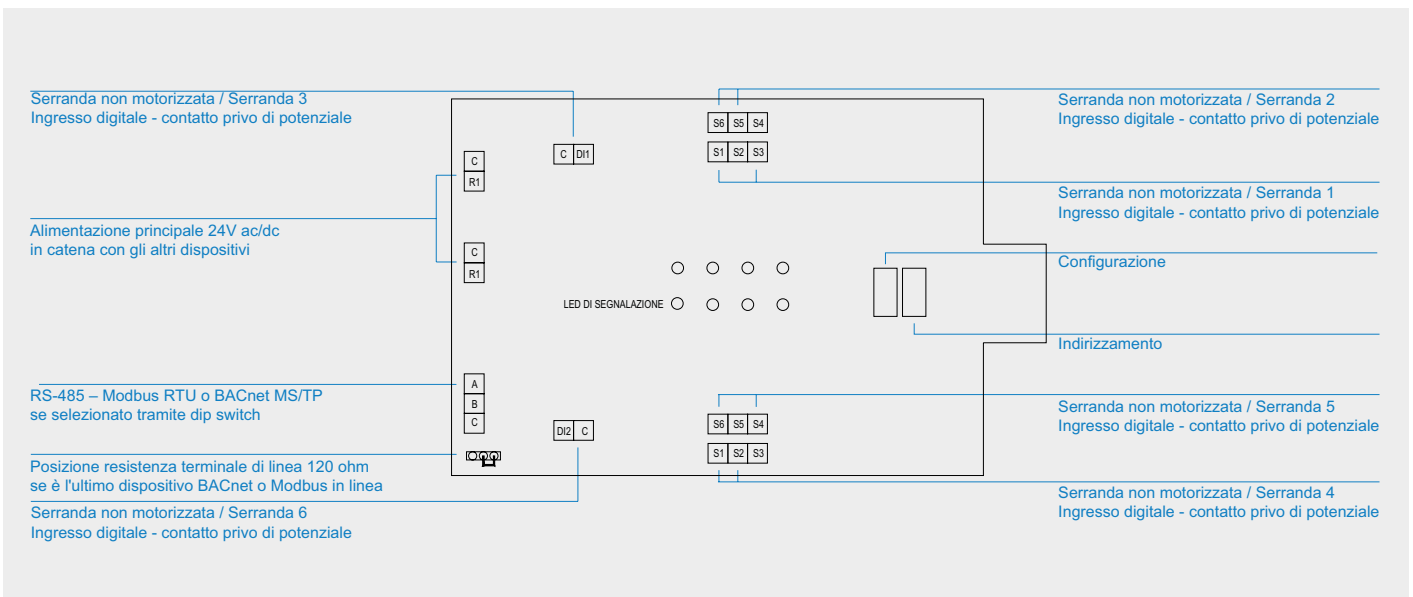 Serranda non motorizzata / Serranda 3
Ingresso digitale - contatto privo di potenziale
Alimentazione principale 24V ac/dc
in catena con gli altri dispositivi
RS-485 – Modbus RTU o BACnet MS/TP
se selezionato tramite dip switch
Posizione resistenza terminale di linea 120 ohm
se è l'ultimo dispositivo BACnet o Modbus in linea
Serranda non motorizzata / Serranda 6
Ingresso digitale - contatto privo di potenziale
C
R1
C
R1
A
B
C
C DI1
DI2 C
LED DI SEGNALAZIONE
S6 S5 S4
S1 S2 S3
S6 S5 S4
S1 S2 S3
Serranda non motorizzata / Serranda 2
Ingresso digitale - contatto privo di potenziale
Serranda non motorizzata / Serranda 1
Ingresso digitale - contatto privo di potenziale
Configurazione
Indirizzamento
Serranda non motorizzata / Serranda 5
Ingresso digitale - contatto privo di potenziale
Serranda non motorizzata / Serranda 4
Ingresso digitale - contatto privo di potenziale